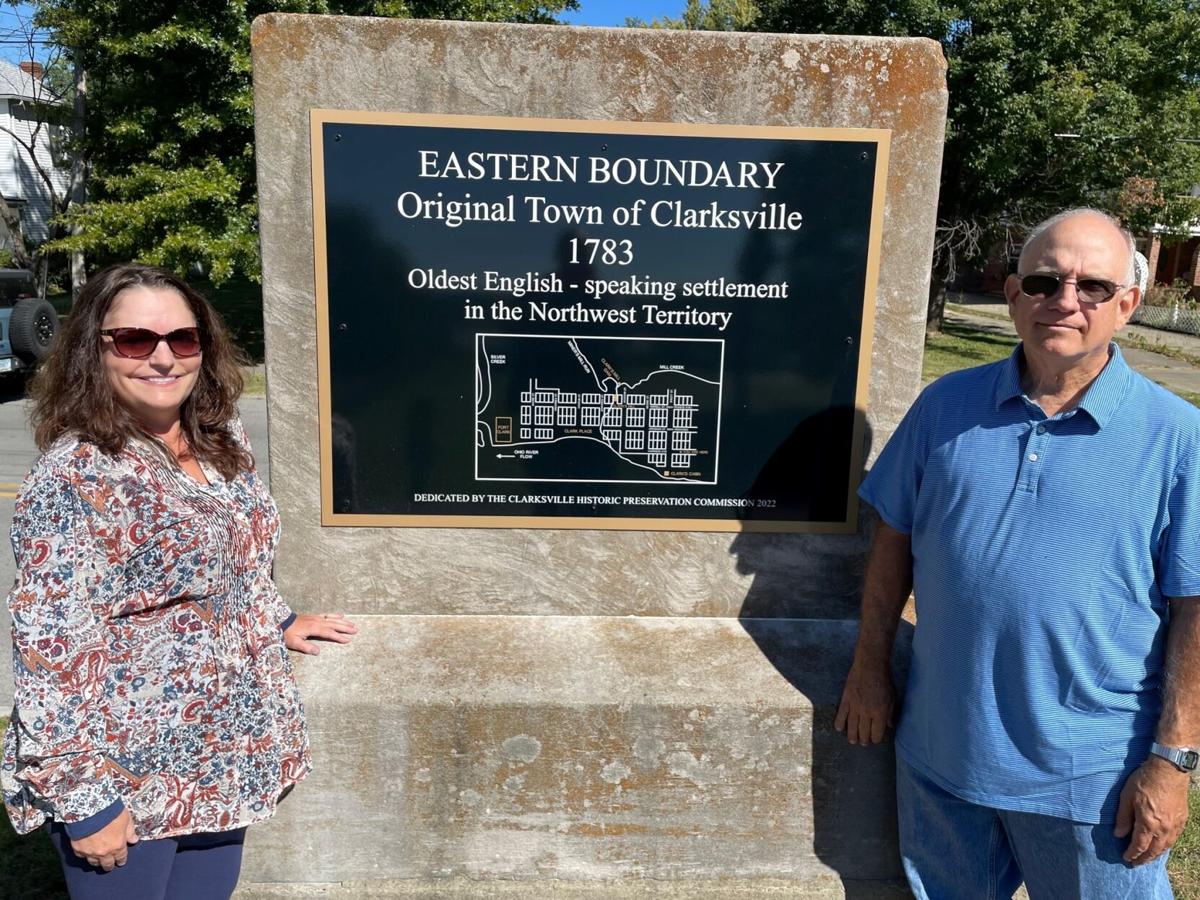 EASTERN BOUNDARY
Original Town of Clarksville
1783
Oldest English - speaking settlement
in the Northwest Territory
SILVER
CREEK
MILL CREEK
FORT
CLARK
CLARK PLACE
OHIO RIVER
FLOW
HERE
CLARK'S CABIN
DEDICATED BY THE CLARKSVILLE HISTORIC PRESERVATION COMMISSION 2022